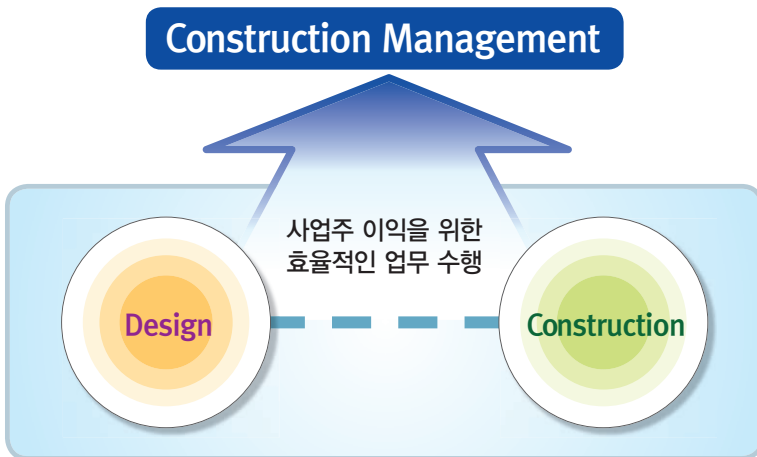 Construction Management
사업주 이익을 위한
효율적인 업무 수행
Design
Construction